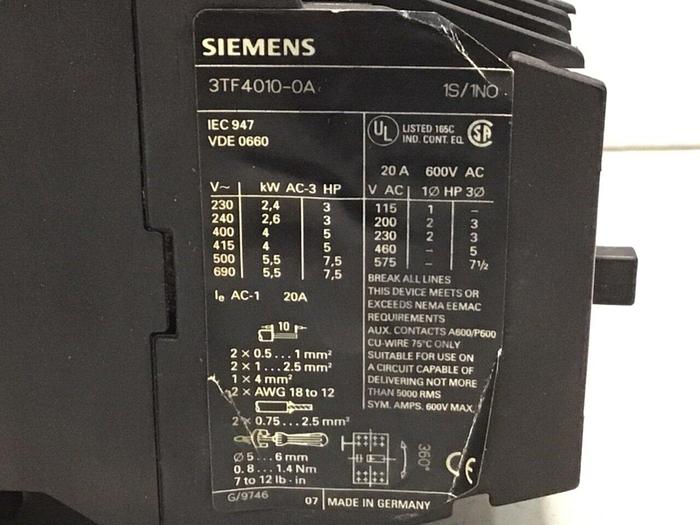 SIEMENS
3TF4010-0A 1S/1NO
IEC 947
VDE 0660
V~ kW AC-3 HP
230 2,4 3
240 2,6 3
400 4 5
415 4 5
500 5,5 7,5
690 5,5 7,5
Ie AC-1 20A
10
2 × 0.5...1 mm²
2 × 1...2.5 mm²
1 × 4 mm²
2 × AWG 18 to 12
2 × 0.75...2.5 mm²
Ø 5...6 mm
0.8...1.4 Nm
7 to 12 lb·in
G/9746
UL LISTED 165C
IND. CONT. EQ. SA
20 A 600V AC
V AC 1Ø HP 3Ø
115 1 –
200 2 3
230 2 3
460 – 5
575 – 7½
BREAK ALL LINES
THIS DEVICE MEETS OR
EXCEEDS NEMA EEMAC
REQUIREMENTS
AUX. CONTACTS A600/P600
CU-WIRE 75°C ONLY
SUITABLE FOR USE ON
A CIRCUIT CAPABLE OF
DELIVERING NOT MORE
THAN 5000 RMS
SYM. AMPS. 600V MAX.
360°
CE
07 MADE IN GERMANY